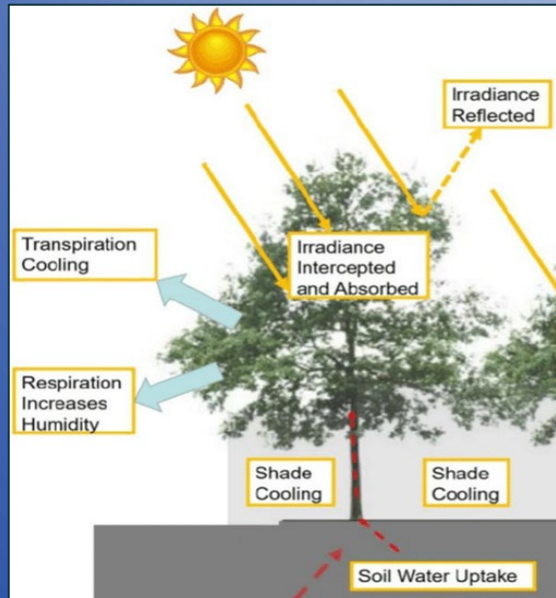 Irradiance
Reflected
Transpiration
Cooling
Irradiance
Intercepted
and Absorbed
Respiration
Increases
Humidity
Shade
Cooling
Shade
Cooling
Soil Water Uptake